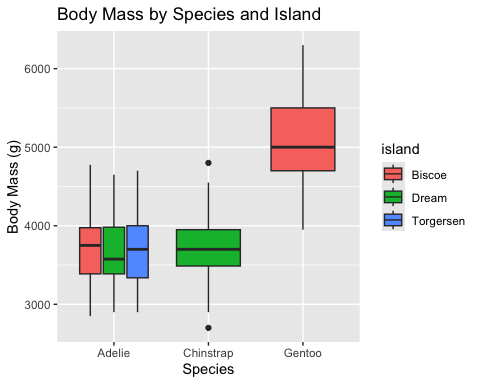 Body Mass by Species and Island
Body Mass (g)
6000
5000
4000
3000
Adelie
Chinstrap
Gentoo
Species
island
Biscoe
Dream
Torgersen